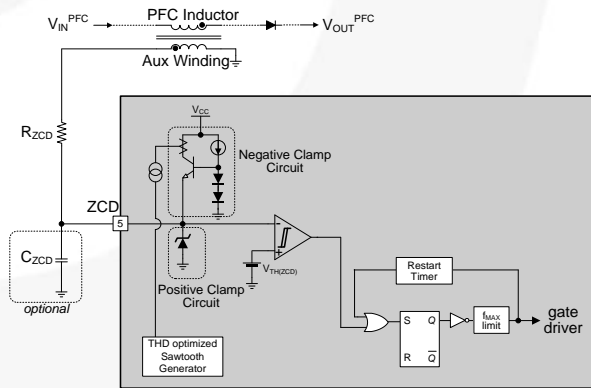 V_IN^PFC
PFC Inductor
V_OUT^PFC
Aux Winding
R_ZCD
V_CC
Negative Clamp
Circuit
ZCD
5
C_ZCD
optional
V_TH(ZCD)
Positive Clamp
Circuit
Restart
Timer
THD optimized
Sawtooth
Generator
S
Q
R
Q̅
f_MAX
limit
gate
driver